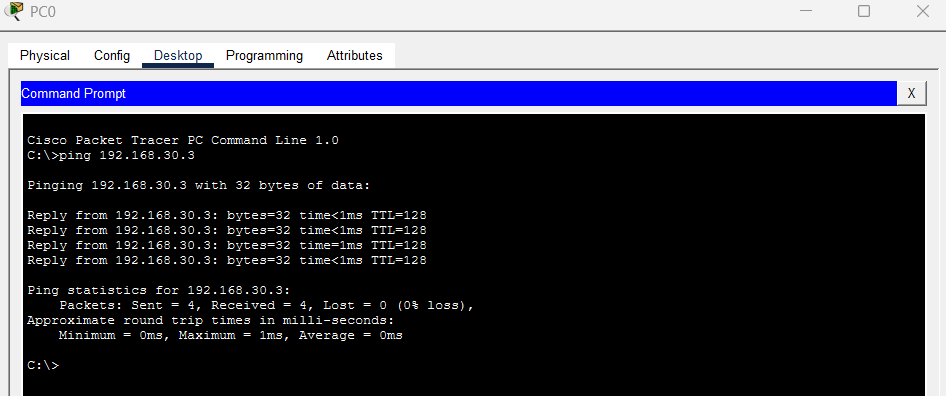 PC0
Physical Config Desktop Programming Attributes
Command Prompt X
Cisco Packet Tracer PC Command Line 1.0
C:\>ping 192.168.30.3
Pinging 192.168.30.3 with 32 bytes of data:
Reply from 192.168.30.3: bytes=32 time<1ms TTL=128
Reply from 192.168.30.3: bytes=32 time<1ms TTL=128
Reply from 192.168.30.3: bytes=32 time=1ms TTL=128
Reply from 192.168.30.3: bytes=32 time<1ms TTL=128
Ping statistics for 192.168.30.3:
    Packets: Sent = 4, Received = 4, Lost = 0 (0% loss),
Approximate round trip times in milli-seconds:
    Minimum = 0ms, Maximum = 1ms, Average = 0ms
C:\>